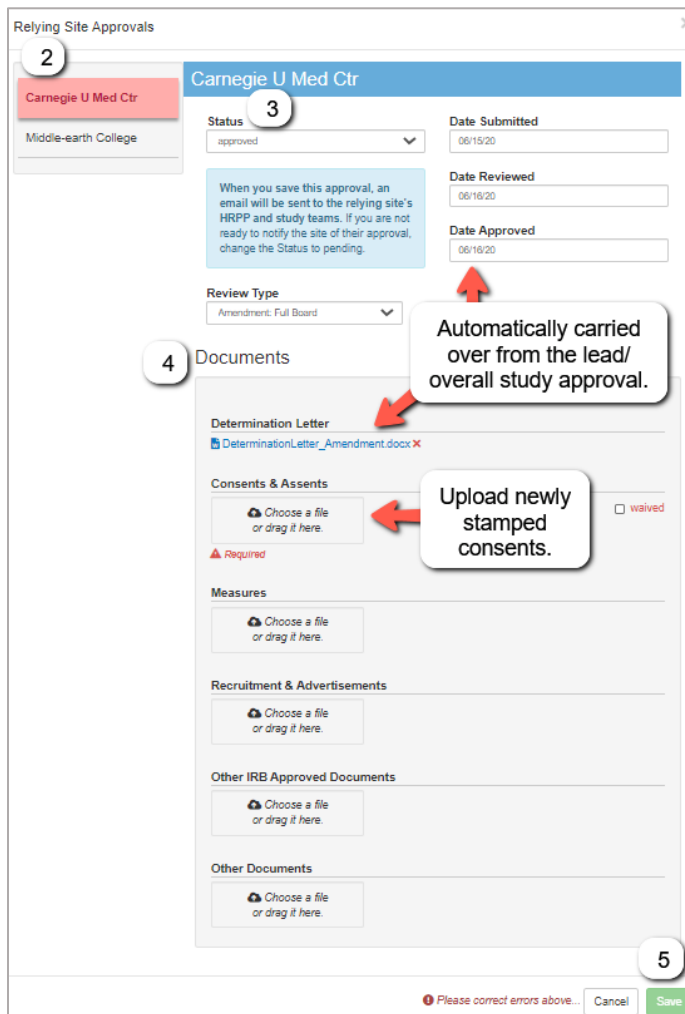 Relying Site Approvals
x
2
Carnegie U Med Ctr
Middle-earth College
Carnegie U Med Ctr
Status
3
approved
Date Submitted
06/15/20
When you save this approval, an
email will be sent to the relying site's
HRPP and study teams. If you are not
ready to notify the site of their approval,
change the Status to pending.
Date Reviewed
06/16/20
Date Approved
06/16/20
Review Type
Amendment: Full Board
Automatically carried
over from the lead/
overall study approval.
4
Documents
Determination Letter
DeterminationLetter_Amendment.docx
Consents & Assents
Choose a file
or drag it here.
Required
Upload newly
stamped
consents.
waived
Measures
Choose a file
or drag it here.
Recruitment & Advertisements
Choose a file
or drag it here.
Other IRB Approved Documents
Choose a file
or drag it here.
Other Documents
Choose a file
or drag it here.
5
Please correct errors above...
Cancel
Save